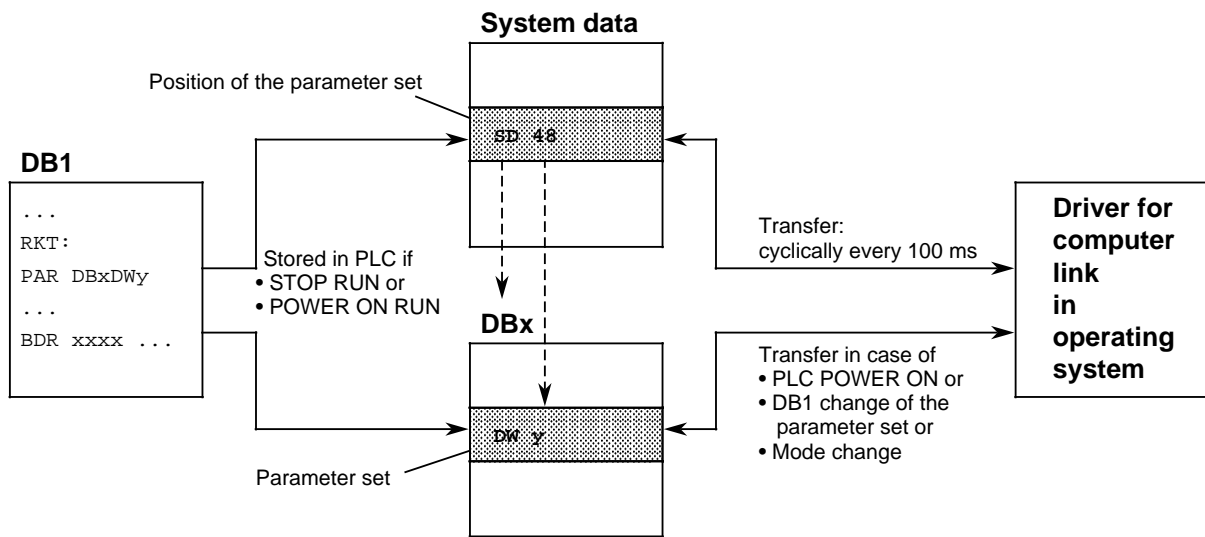 System data
Position of the parameter set
SD 48
DB1
...
RKT:
PAR DBxDWy
...
BDR xxxx ...
Stored in PLC if
• STOP RUN or
• POWER ON RUN
Transfer:
cyclically every 100 ms
Driver for
computer
link
in
operating
system
DBx
DW y
Parameter set
Transfer in case of
• PLC POWER ON or
• DB1 change of the
parameter set or
• Mode change